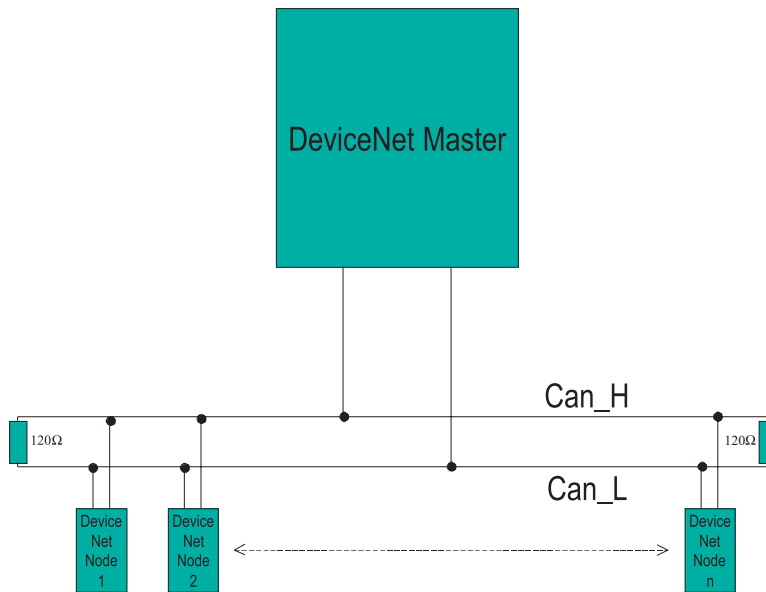 DeviceNet Master
Can_H
120Ω
120Ω
Can_L
Device
Net
Node
1
Device
Net
Node
2
Device
Net
Node
n